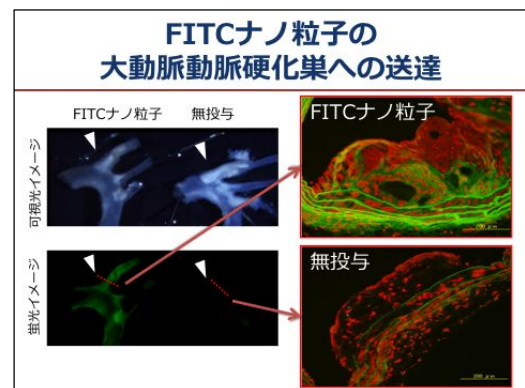 FITCナノ粒子の
大動脈動脈硬化巣への送達
FITCナノ粒子
無投与
可視光イメージ
蛍光イメージ
FITCナノ粒子
無投与
200 μm